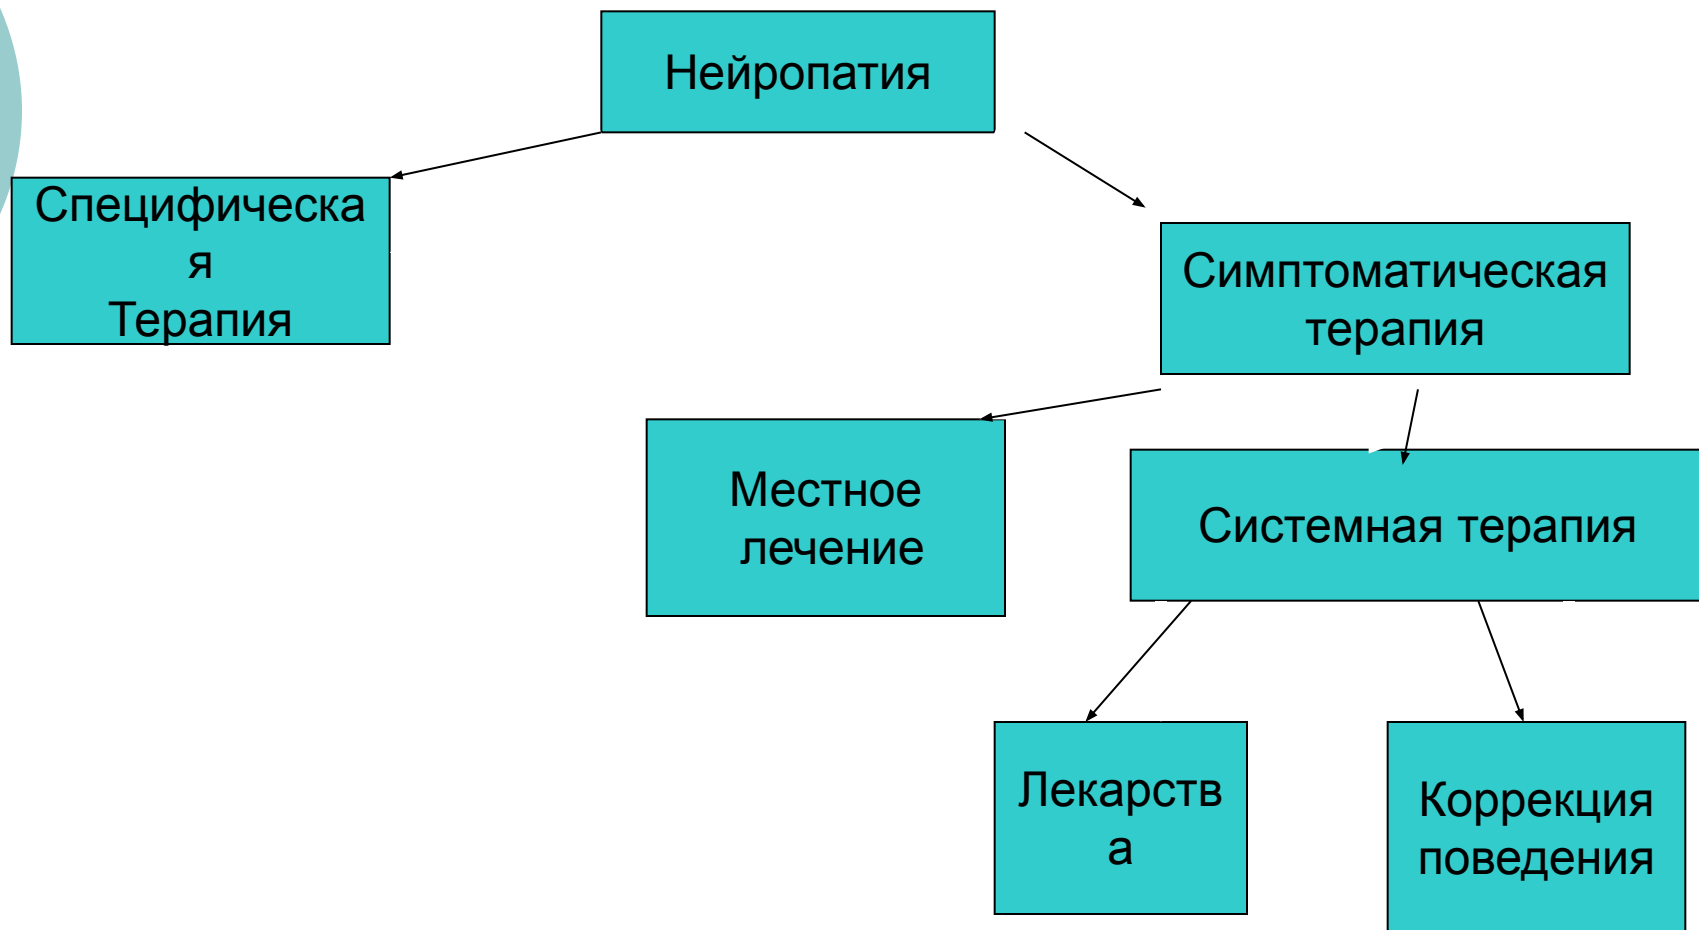 Нейропатия
Специфическа
я
Терапия
Симптоматическая
терапия
Местное
лечение
Системная терапия
Лекарств
а
Коррекция
поведения